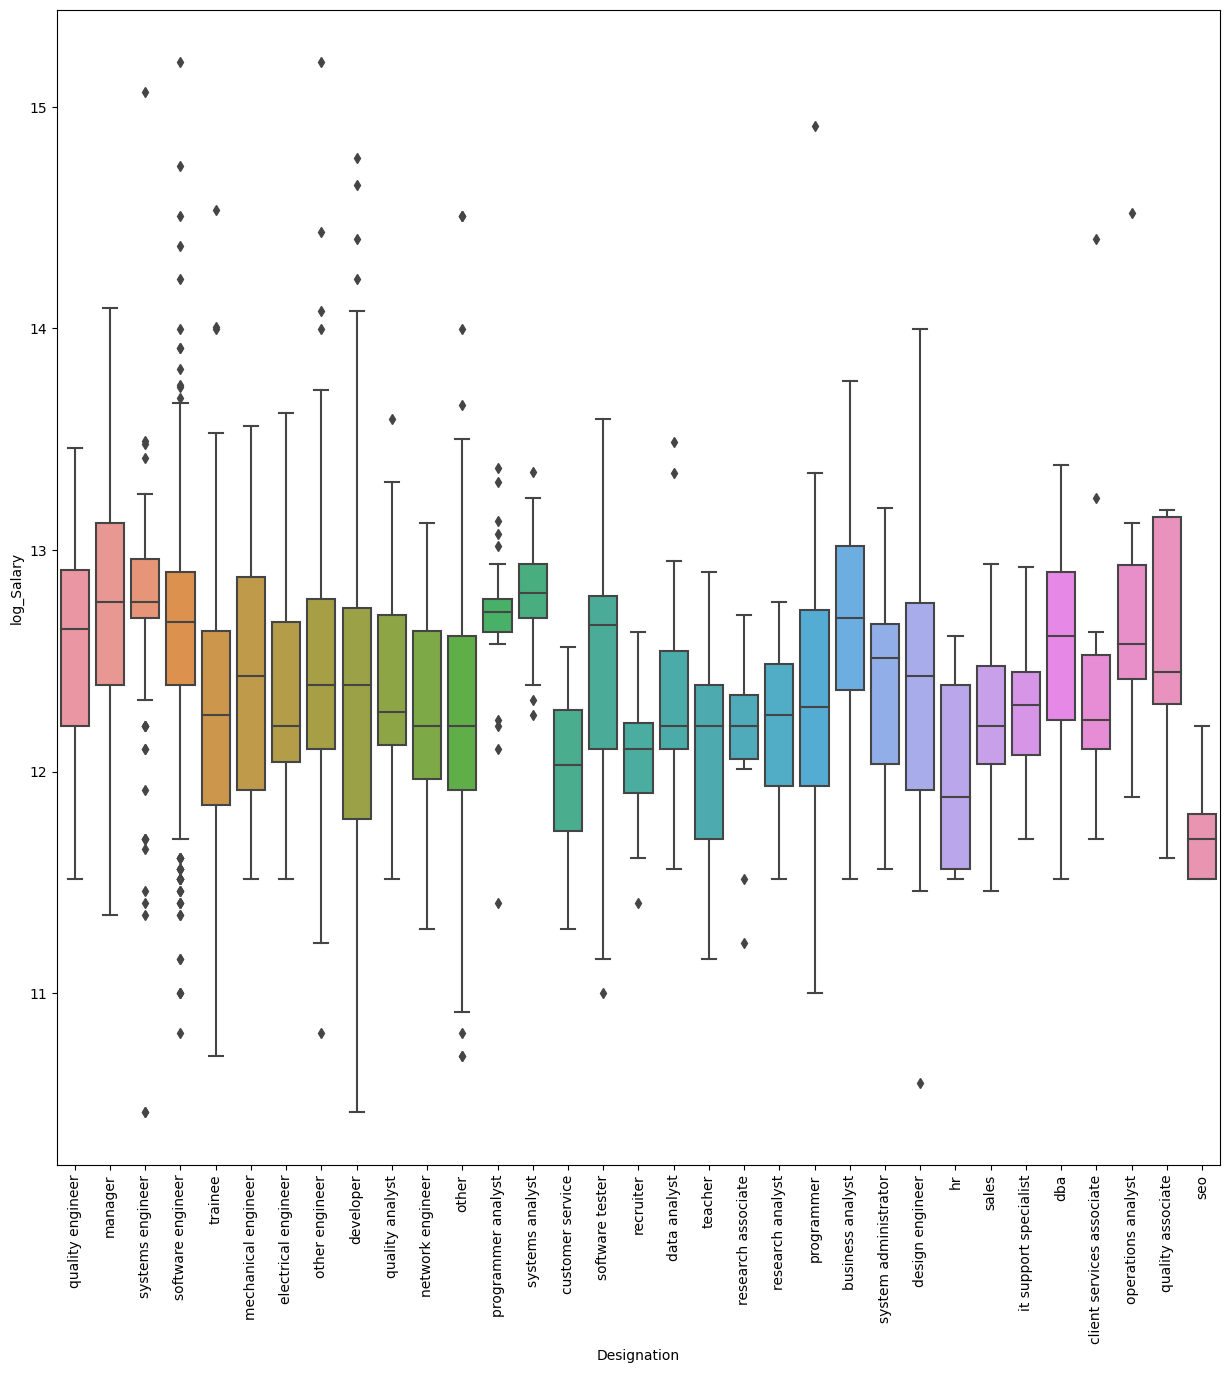 15
14
13
12
11
log_Salary
quality engineer
manager
systems engineer
software engineer
trainee
mechanical engineer
electrical engineer
other engineer
developer
quality analyst
network engineer
other
programmer analyst
systems analyst
customer service
software tester
recruiter
data analyst
teacher
research associate
research analyst
programmer
business analyst
system administrator
design engineer
hr
sales
it support specialist
dba
client services associate
operations analyst
quality associate
seo
Designation